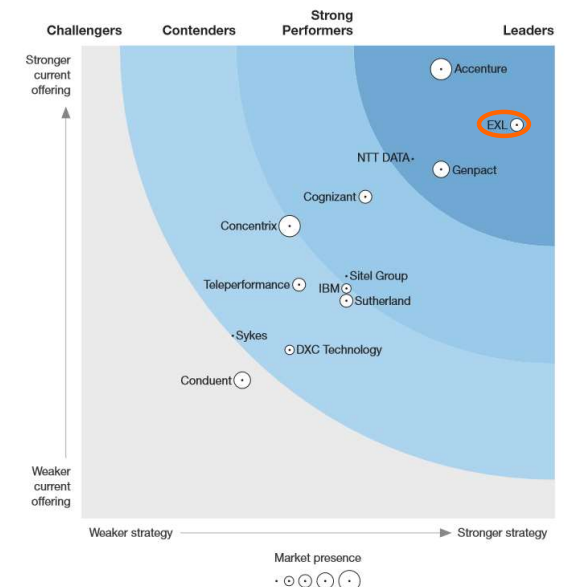 Challengers
Contenders
Strong
Performers
Leaders
Stronger
current
offering
Accenture
EXL
NTT DATA
Genpact
Cognizant
Concentrix
Sitel Group
Teleperformance
IBM
Sutherland
Sykes
DXC Technology
Conduent
Weaker
current
offering
Weaker strategy
Stronger strategy
Market presence